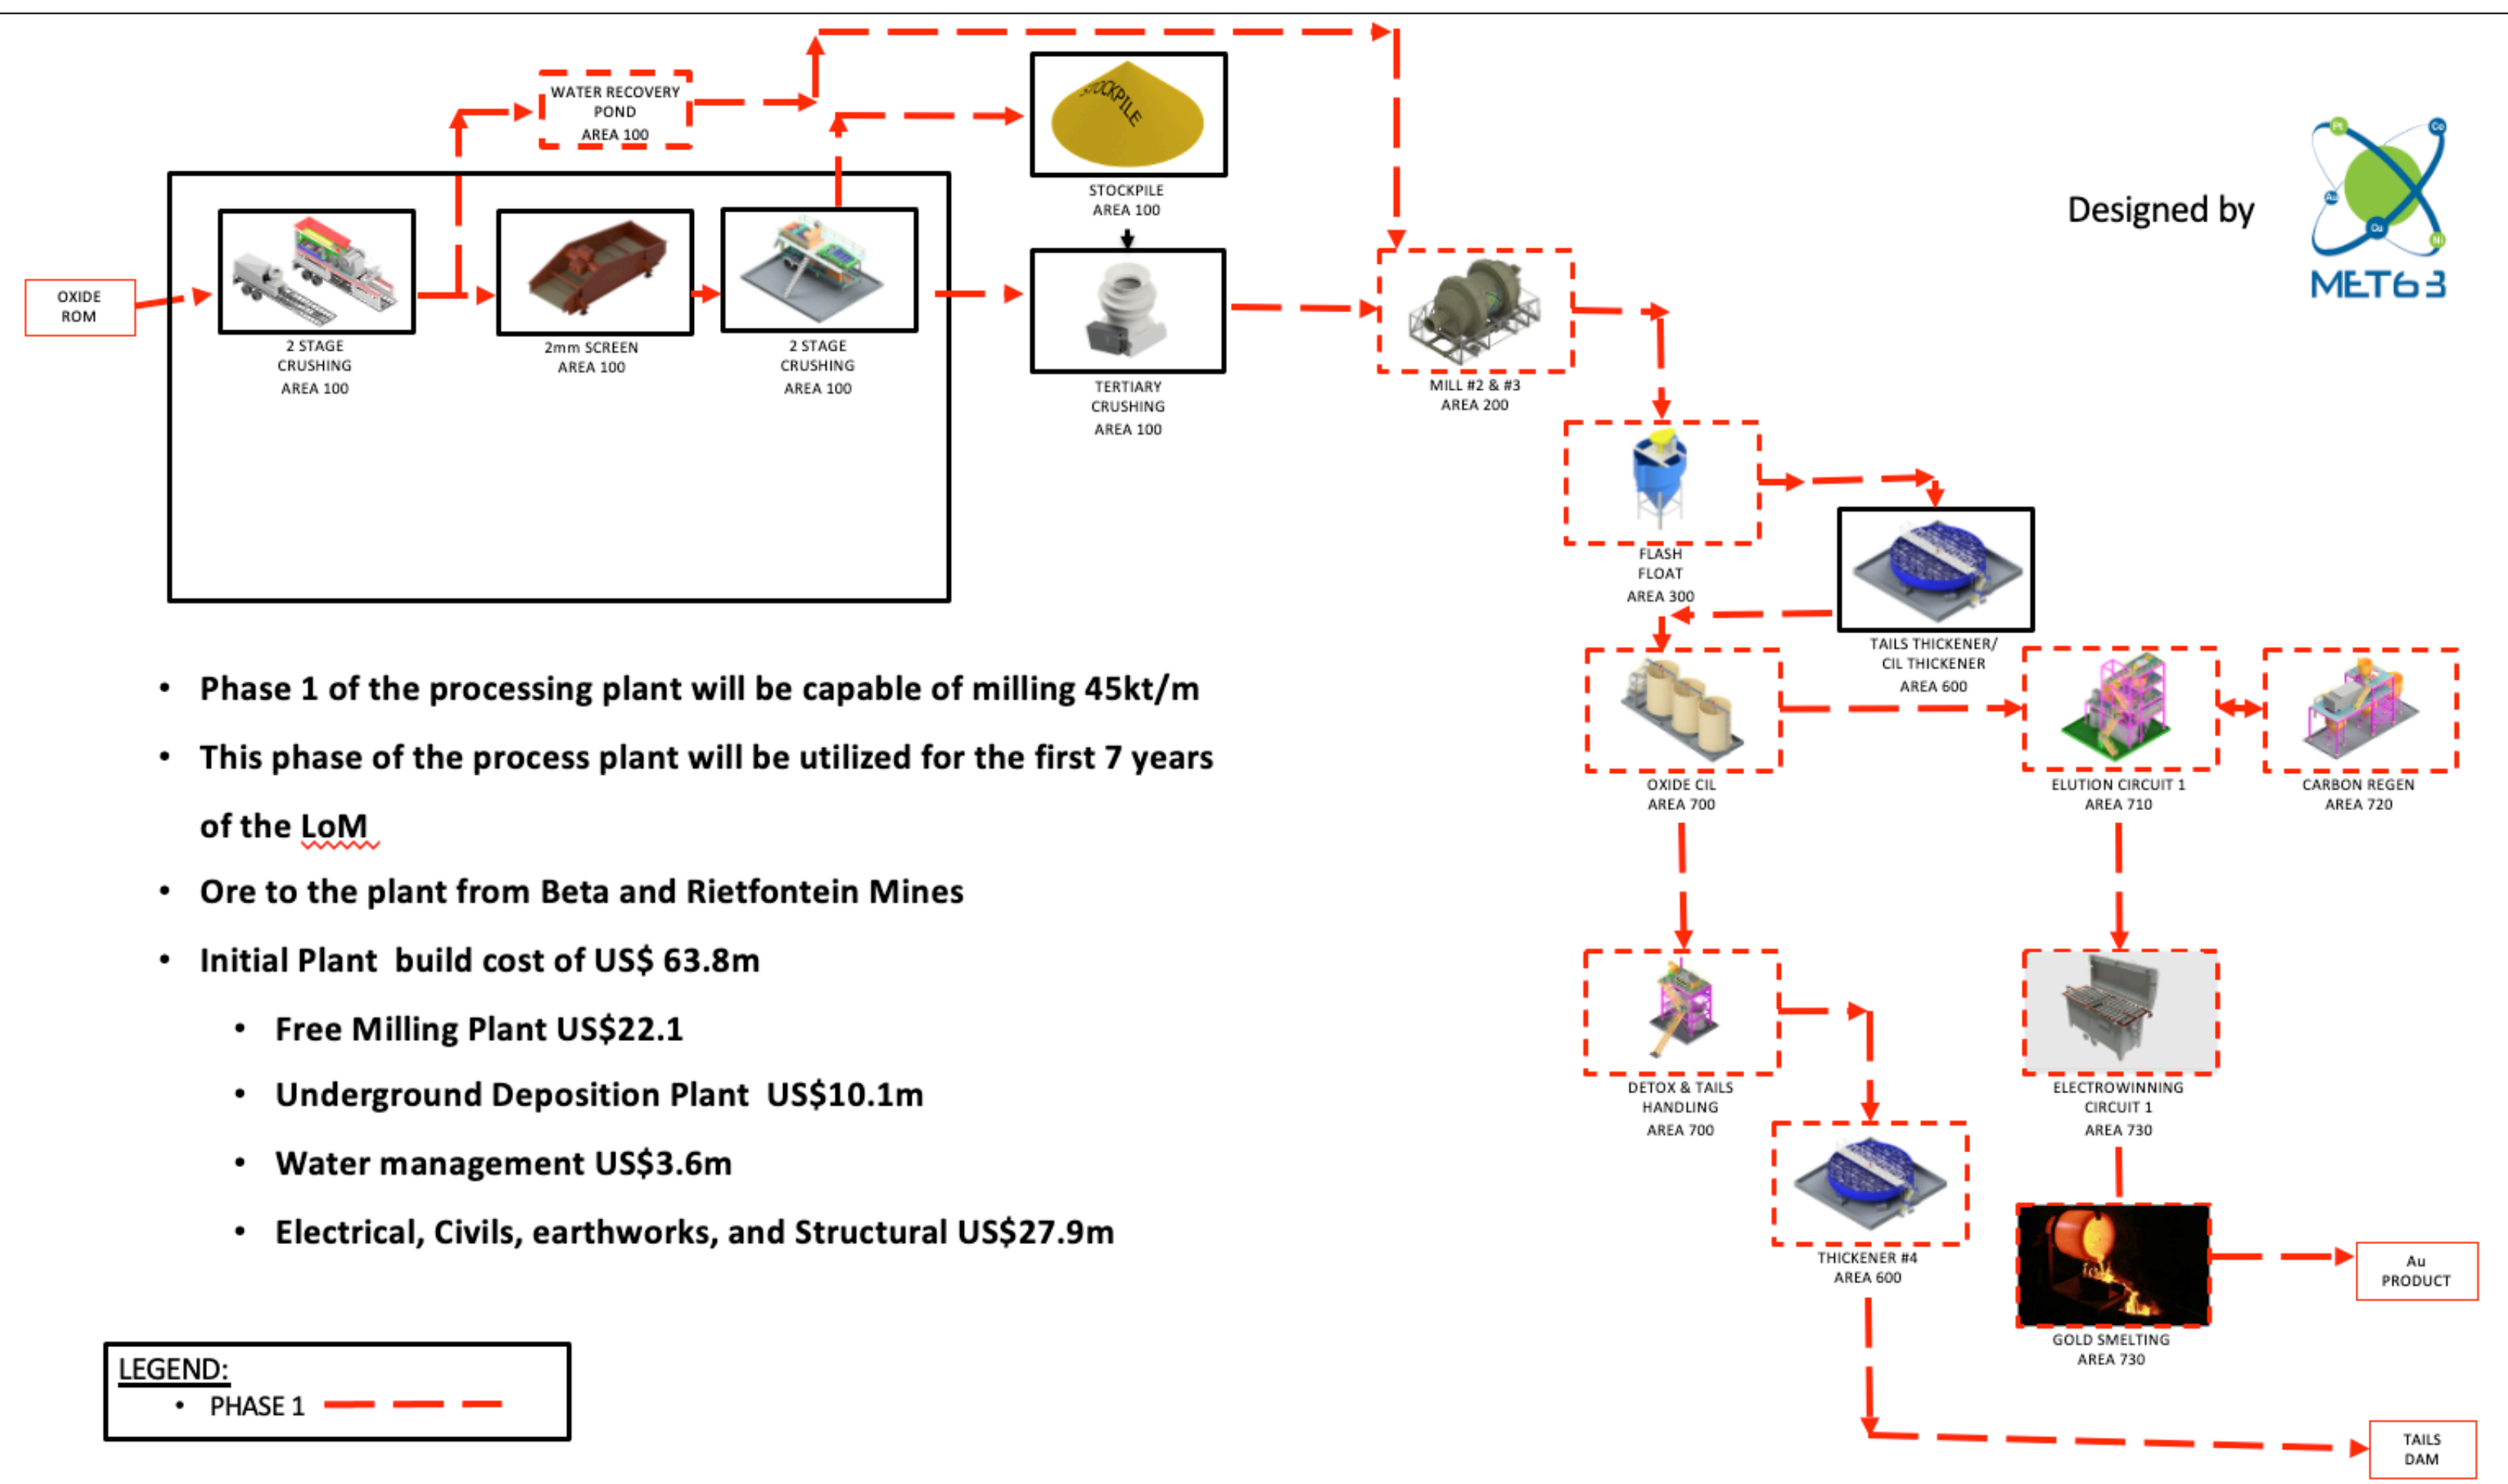 WATER RECOVERY
POND
AREA 100
STOCKPILE
STOCKPILE
AREA 100
Designed by
Pt
Co
Au
Cu
Ni
MET63
OXIDE
ROM
2 STAGE
CRUSHING
AREA 100
2mm SCREEN
AREA 100
2 STAGE
CRUSHING
AREA 100
TERTIARY
CRUSHING
AREA 100
MILL #2 & #3
AREA 200
FLASH
FLOAT
AREA 300
TAILS THICKENER/
CIL THICKENER
AREA 600
OXIDE CIL
AREA 700
ELUTION CIRCUIT 1
AREA 710
CARBON REGEN
AREA 720
DETOX & TAILS
HANDLING
AREA 700
ELECTROWINNING
CIRCUIT 1
AREA 730
THICKENER #4
AREA 600
GOLD SMELTING
AREA 730
Au
PRODUCT
TAILS
DAM
• Phase 1 of the processing plant will be capable of milling 45kt/m
• This phase of the process plant will be utilized for the first 7 years
of the LoM
• Ore to the plant from Beta and Rietfontein Mines
• Initial Plant  build cost of US$ 63.8m
• Free Milling Plant US$22.1
• Underground Deposition Plant  US$10.1m
• Water management US$3.6m
• Electrical, Civils, earthworks, and Structural US$27.9m
LEGEND:
• PHASE 1